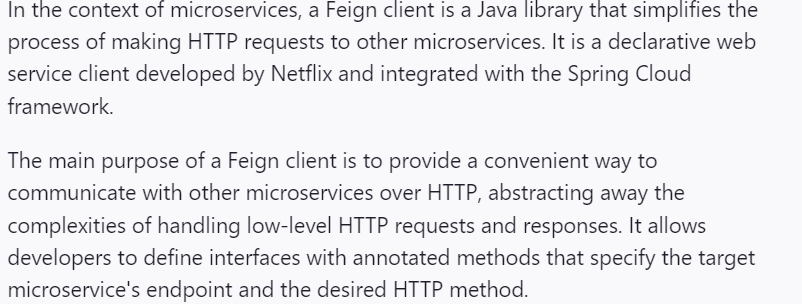 In the context of microservices, a Feign client is a Java library that simplifies the
process of making HTTP requests to other microservices. It is a declarative web
service client developed by Netflix and integrated with the Spring Cloud
framework.
The main purpose of a Feign client is to provide a convenient way to
communicate with other microservices over HTTP, abstracting away the
complexities of handling low-level HTTP requests and responses. It allows
developers to define interfaces with annotated methods that specify the target
microservice's endpoint and the desired HTTP method.